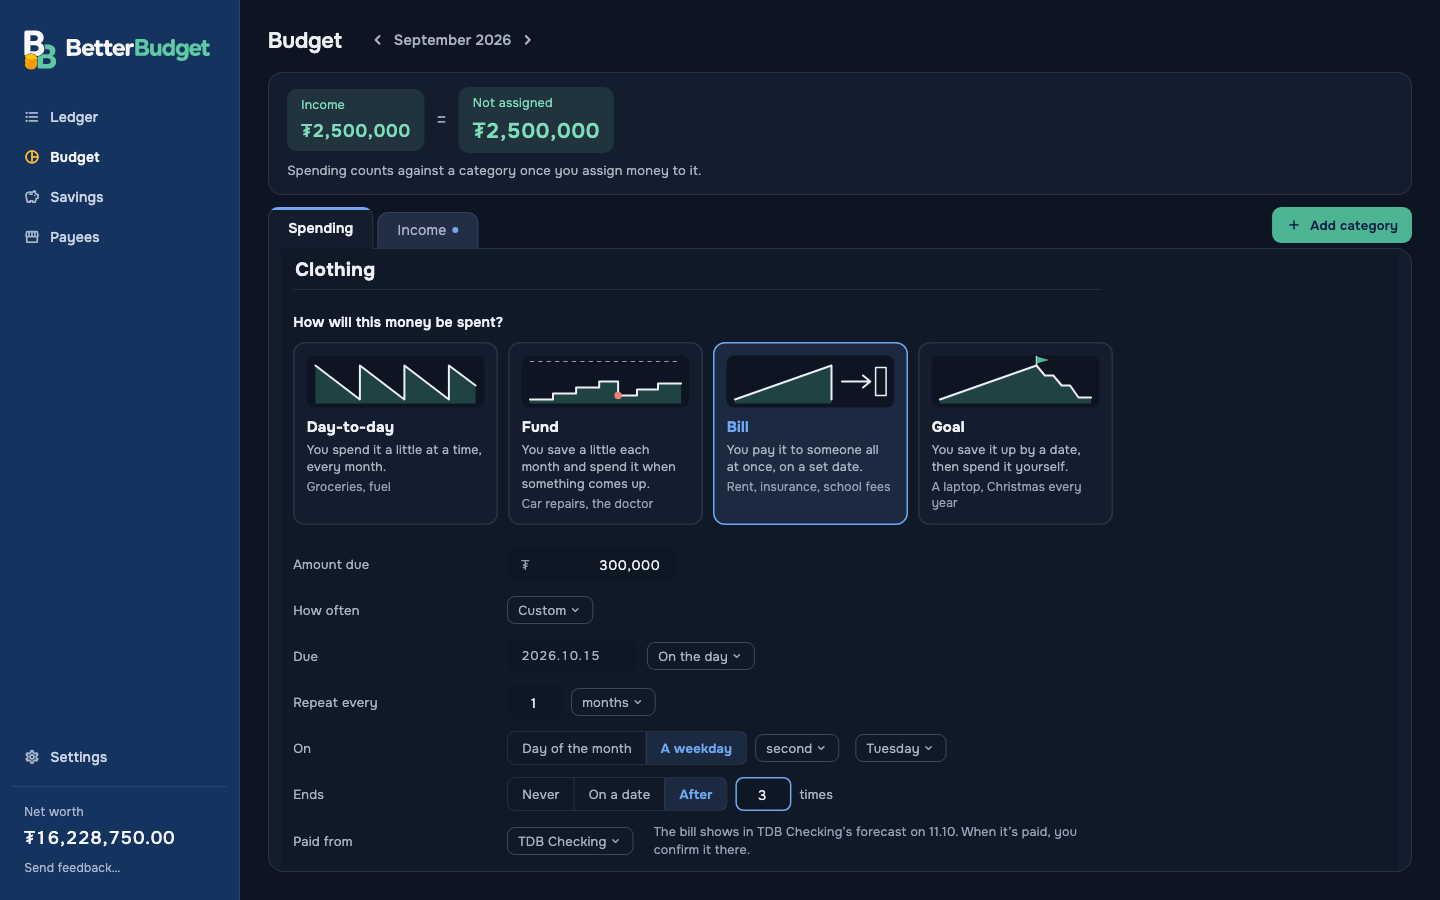 BetterBudget
Ledger
Budget
Savings
Payees
Settings
Net worth
₮16,228,750.00
Send feedback...
Budget
September 2026
Income
₮2,500,000
=
Not assigned
₮2,500,000
Spending counts against a category once you assign money to it.
Spending
Income
+ Add category
Clothing
How will this money be spent?
Day-to-day
You spend it a little at a time,
every month.
Groceries, fuel
Fund
You save a little each
month and spend it when
something comes up.
Car repairs, the doctor
Bill
You pay it to someone all
at once, on a set date.
Rent, insurance, school fees
Goal
You save it up by a date,
then spend it yourself.
A laptop, Christmas every
year
Amount due
₮ 300,000
How often
Custom
Due
2026.10.15
On the day
Repeat every
1
months
On
Day of the month
A weekday
second
Tuesday
Ends
Never
On a date
After
3
times
Paid from
TDB Checking
The bill shows in TDB Checking's forecast on 11.10. When it's paid, you
confirm it there.